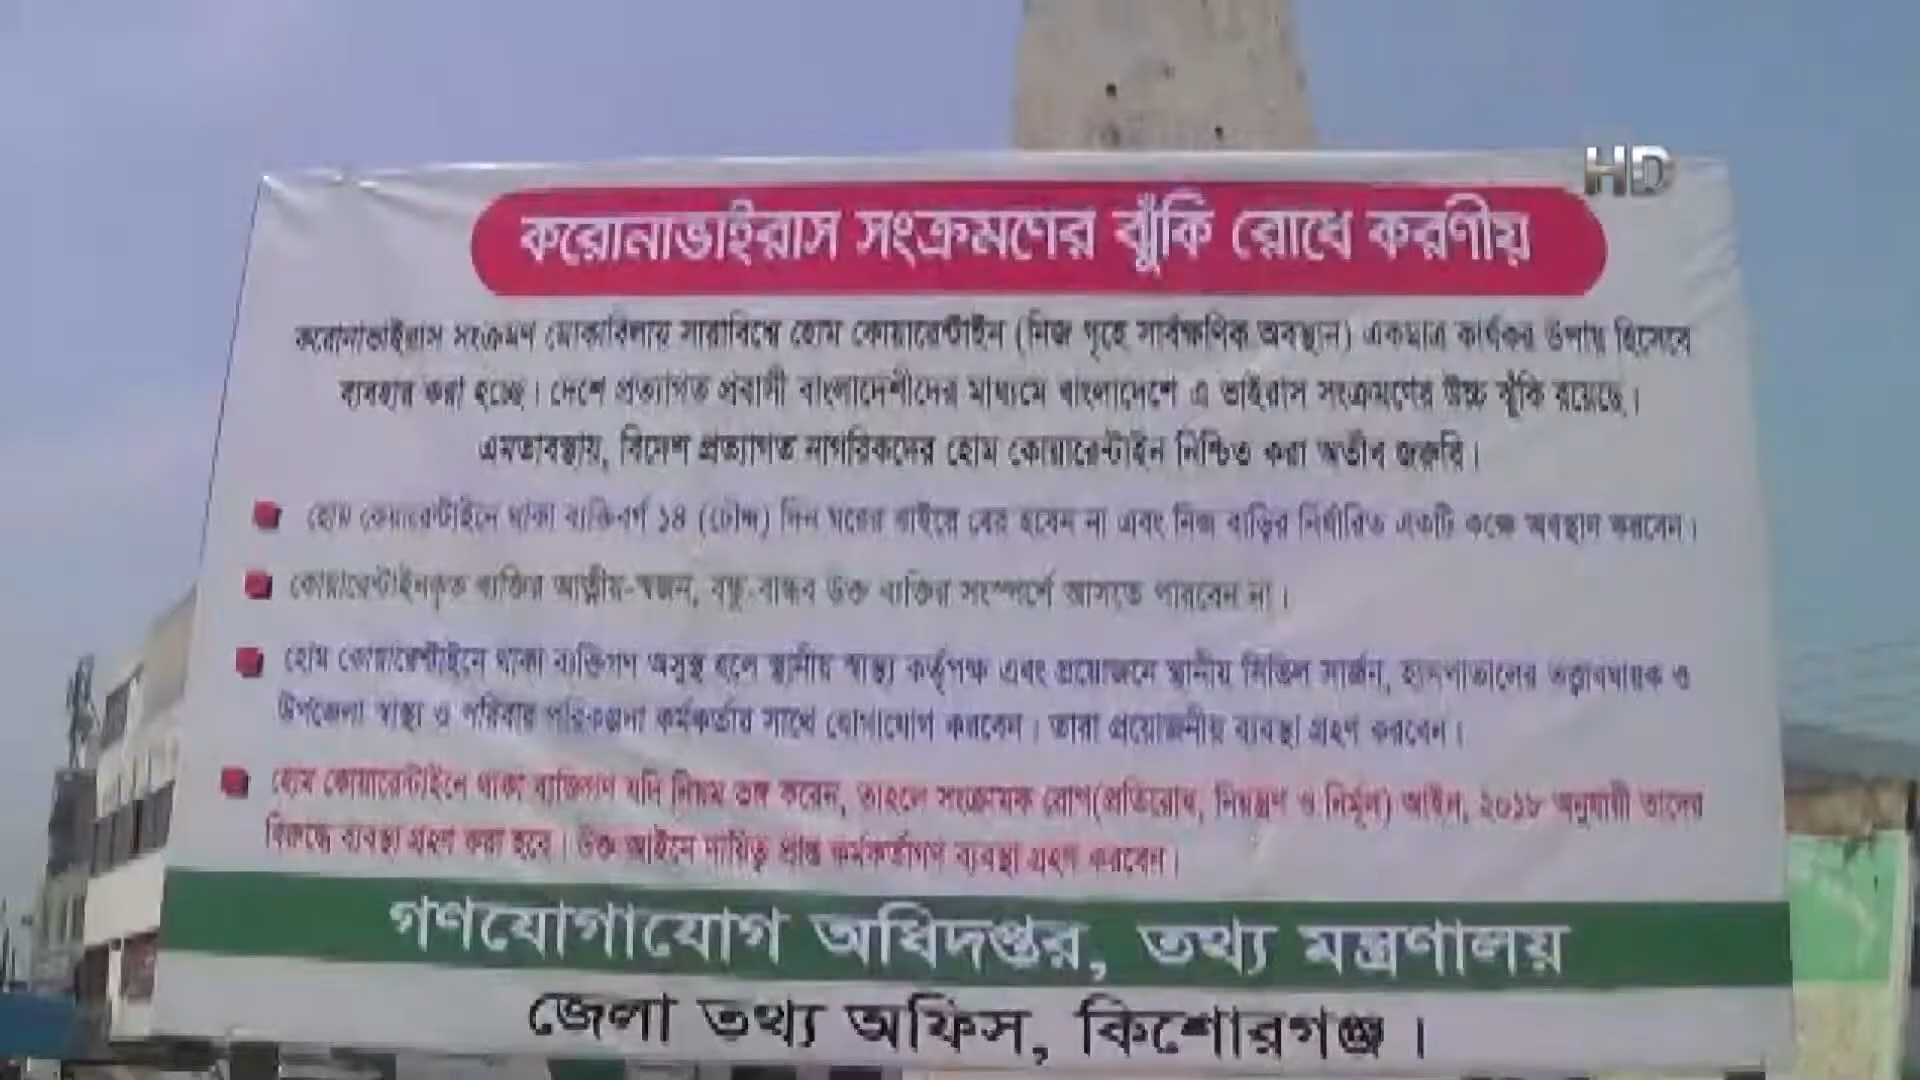 HD
করোনাভাইরাস সংক্রমণের ঝুঁকি রোধে করণীয়
করোনাভাইরাস সংক্রমণ মোকাবিলায় সারাবিশ্বে হোম কোয়ারেন্টাইন (নিজ গৃহে সার্বক্ষণিক অবস্থান) একমাত্র কার্যকর উপায় হিসেবে
ব্যবহার করা হচ্ছে। দেশে প্রত্যাগত প্রবাসী বাংলাদেশীদের মাধ্যমে বাংলাদেশে এ ভাইরাস সংক্রমণের উচ্চ ঝুঁকি রয়েছে।
এমতাবস্থায়, বিদেশ প্রত্যাগত নাগরিকদের হোম কোয়ারেন্টাইন নিশ্চিত করা অতীব জরুরি।
হোম কোয়ারেন্টাইনে থাকা ব্যক্তিবর্গ ১৪ (চৌদ্দ) দিন ঘরের বাইরে বের হবেন না এবং নিজ বাড়ির নির্ধারিত একটি কক্ষে অবস্থান করবেন।
কোয়ারেন্টাইনকৃত ব্যক্তির আত্মীয়-স্বজন, বন্ধু-বান্ধব উক্ত ব্যক্তির সংস্পর্শে আসতে পারবেন না।
হোম কোয়ারেন্টাইনে থাকা ব্যক্তিগণ অসুস্থ হলে স্থানীয় স্বাস্থ্য কর্তৃপক্ষ এবং প্রয়োজনে স্থানীয় সিভিল সার্জন, হাসপাতালের তত্ত্বাবধায়ক ও
উপজেলা স্বাস্থ্য ও পরিবার পরিকল্পনা কর্মকর্তার সাথে যোগাযোগ করবেন। তারা প্রয়োজনীয় ব্যবস্থা গ্রহণ করবেন।
হোম কোয়ারেন্টাইনে থাকা ব্যক্তিগণ যদি নিয়ম ভঙ্গ করেন, তাহলে সংক্রামক রোগ(প্রতিরোধ, নিয়ন্ত্রণ ও নির্মূল) আইন, ২০১৮ অনুযায়ী তাদের
বিরুদ্ধে ব্যবস্থা গ্রহণ করা হবে। উক্ত আইনে দায়িত্ব প্রাপ্ত কর্মকর্তাগণ ব্যবস্থা গ্রহণ করবেন।
গণযোগাযোগ অধিদপ্তর, তথ্য মন্ত্রণালয়
জেলা তথ্য অফিস, কিশোরগঞ্জ।